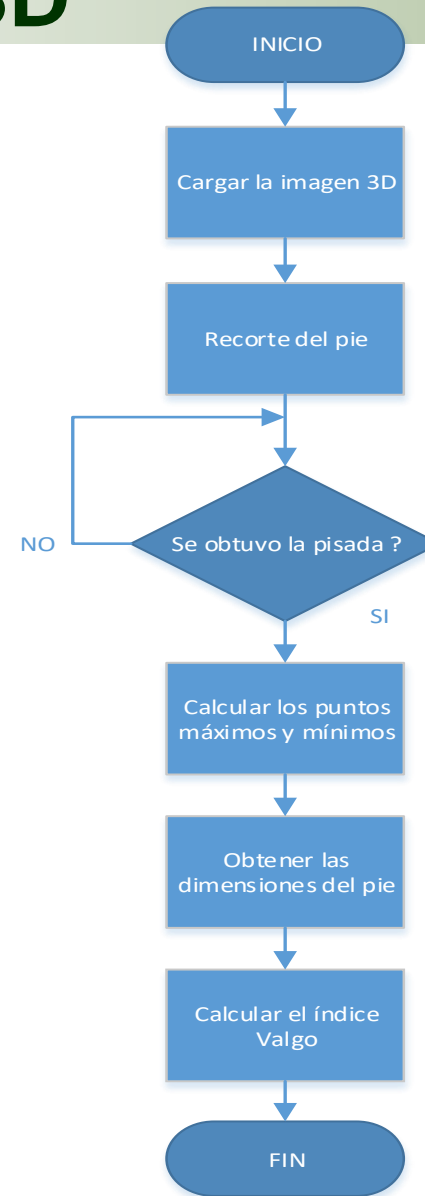 3D
INICIO
Cargar la imagen 3D
Recorte del pie
Se obtuvo la pisada ?
NO
SI
Calcular los puntos
máximos y mínimos
Obtener las
dimensiones del pie
Calcular el índice
Valgo
FIN